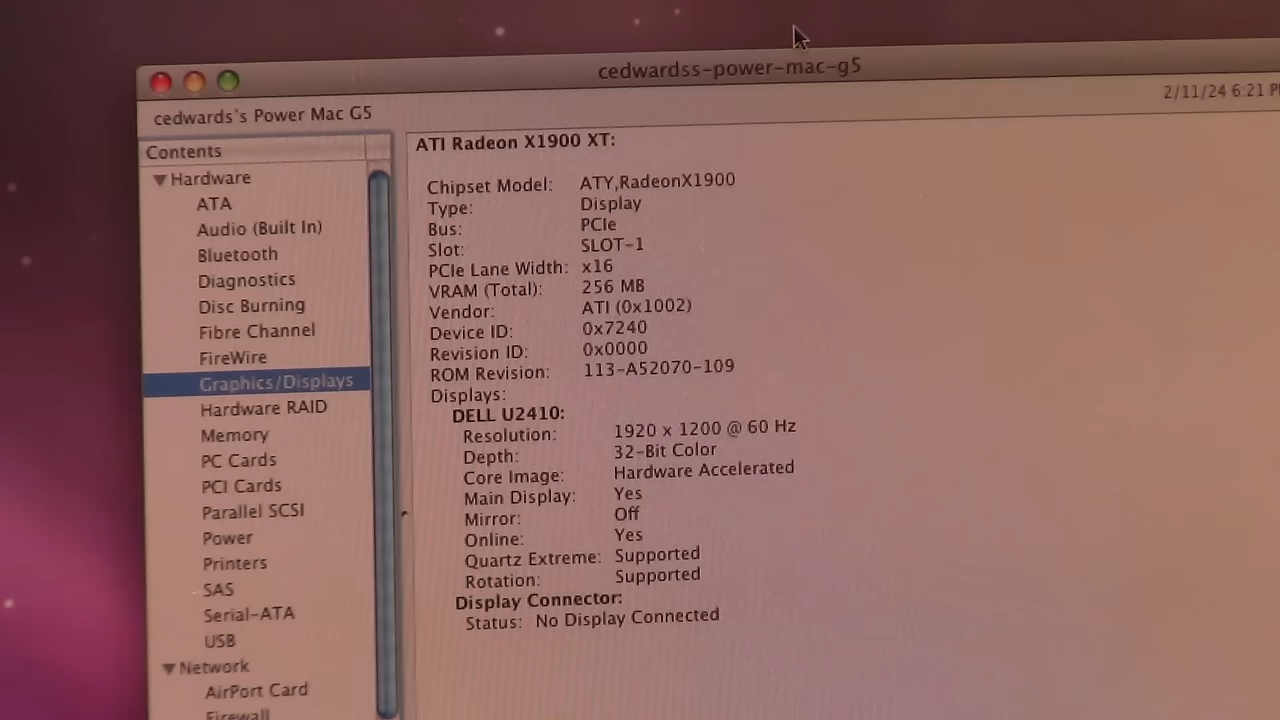 cedwardss-power-mac-g5
2/11/24 6.21
cedwards's Power Mac G5
Contents
Hardware
ATA
Audio (Built In)
Bluetooth
Diagnostics
Disc Burning
Fibre Channel
FireWire
Graphics/Displays
Hardware RAID
Memory
PC Cards
PCI Cards
Parallel SCSI
Power
Printers
SAS
Serial-ATA
USB
Network
AirPort Card
Firewall
ATI Radeon X1900 XT:
Chipset Model: ATY,RadeonX1900
Type: Display
Bus: PCIe
Slot: SLOT-1
PCIe Lane Width: x16
VRAM (Total): 256 MB
Vendor: ATI (0x1002)
Device ID: 0x7240
Revision ID: 0x0000
ROM Revision: 113-A52070-109
Displays:
DELL U2410:
Resolution: 1920 x 1200 @ 60 Hz
Depth: 32-Bit Color
Core Image: Hardware Accelerated
Main Display: Yes
Mirror: Off
Online: Yes
Quartz Extreme: Supported
Rotation: Supported
Display Connector:
Status: No Display Connected